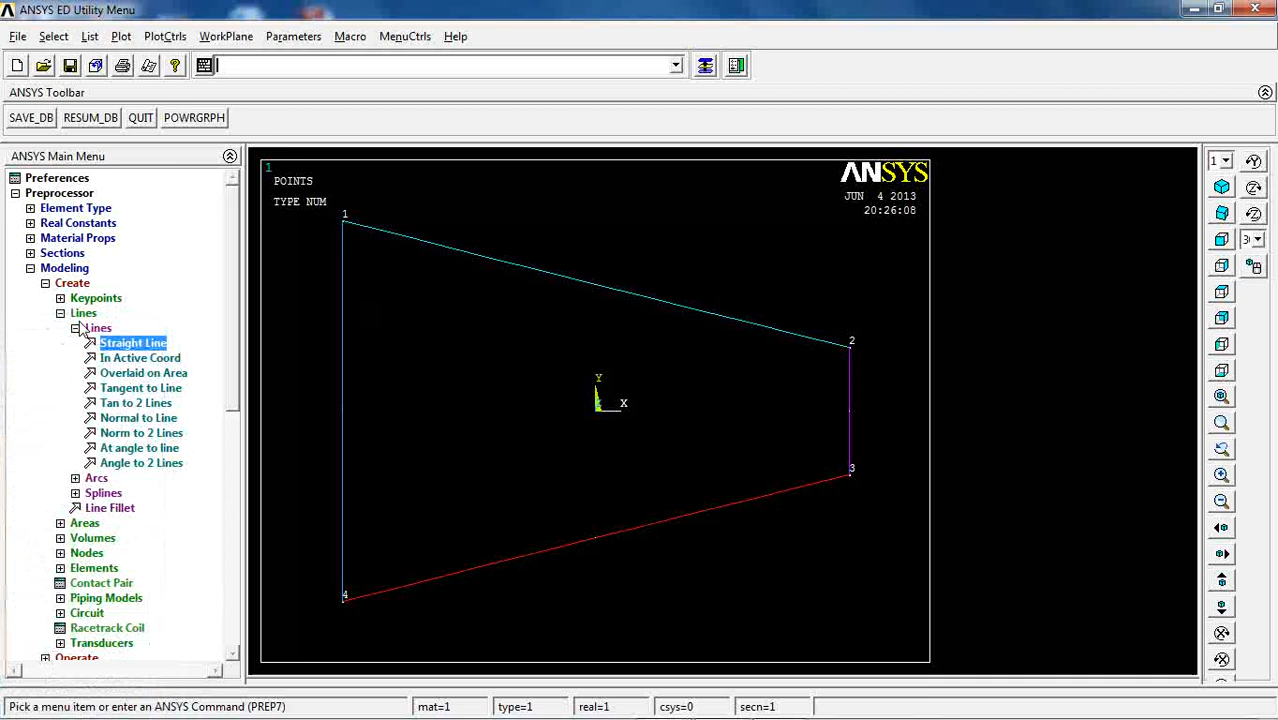 ANSYS ED Utility Menu
File Select List Plot PlotCtrls WorkPlane Parameters Macro MenuCtrls Help
ANSYS Toolbar
SAVE_DB RESUM_DB QUIT POWRGRPH
ANSYS Main Menu
Preferences
Preprocessor
Element Type
Real Constants
Material Props
Sections
Modeling
Create
Keypoints
Lines
Lines
Straight Line
In Active Coord
Overlaid on Area
Tangent to Line
Tan to 2 Lines
Normal to Line
Norm to 2 Lines
At angle to line
Angle to 2 Lines
Arcs
Splines
Line Fillet
Areas
Volumes
Nodes
Elements
Contact Pair
Piping Models
Circuit
Racetrack Coil
Transducers
Operate
1
POINTS
TYPE NUM
ANSYS
JUN 4 2013
20:26:08
1
2
Y
X
3
4
1
Pick a menu item or enter an ANSYS Command (PREP7) mat=1 type=1 real=1 csys=0 secn=1